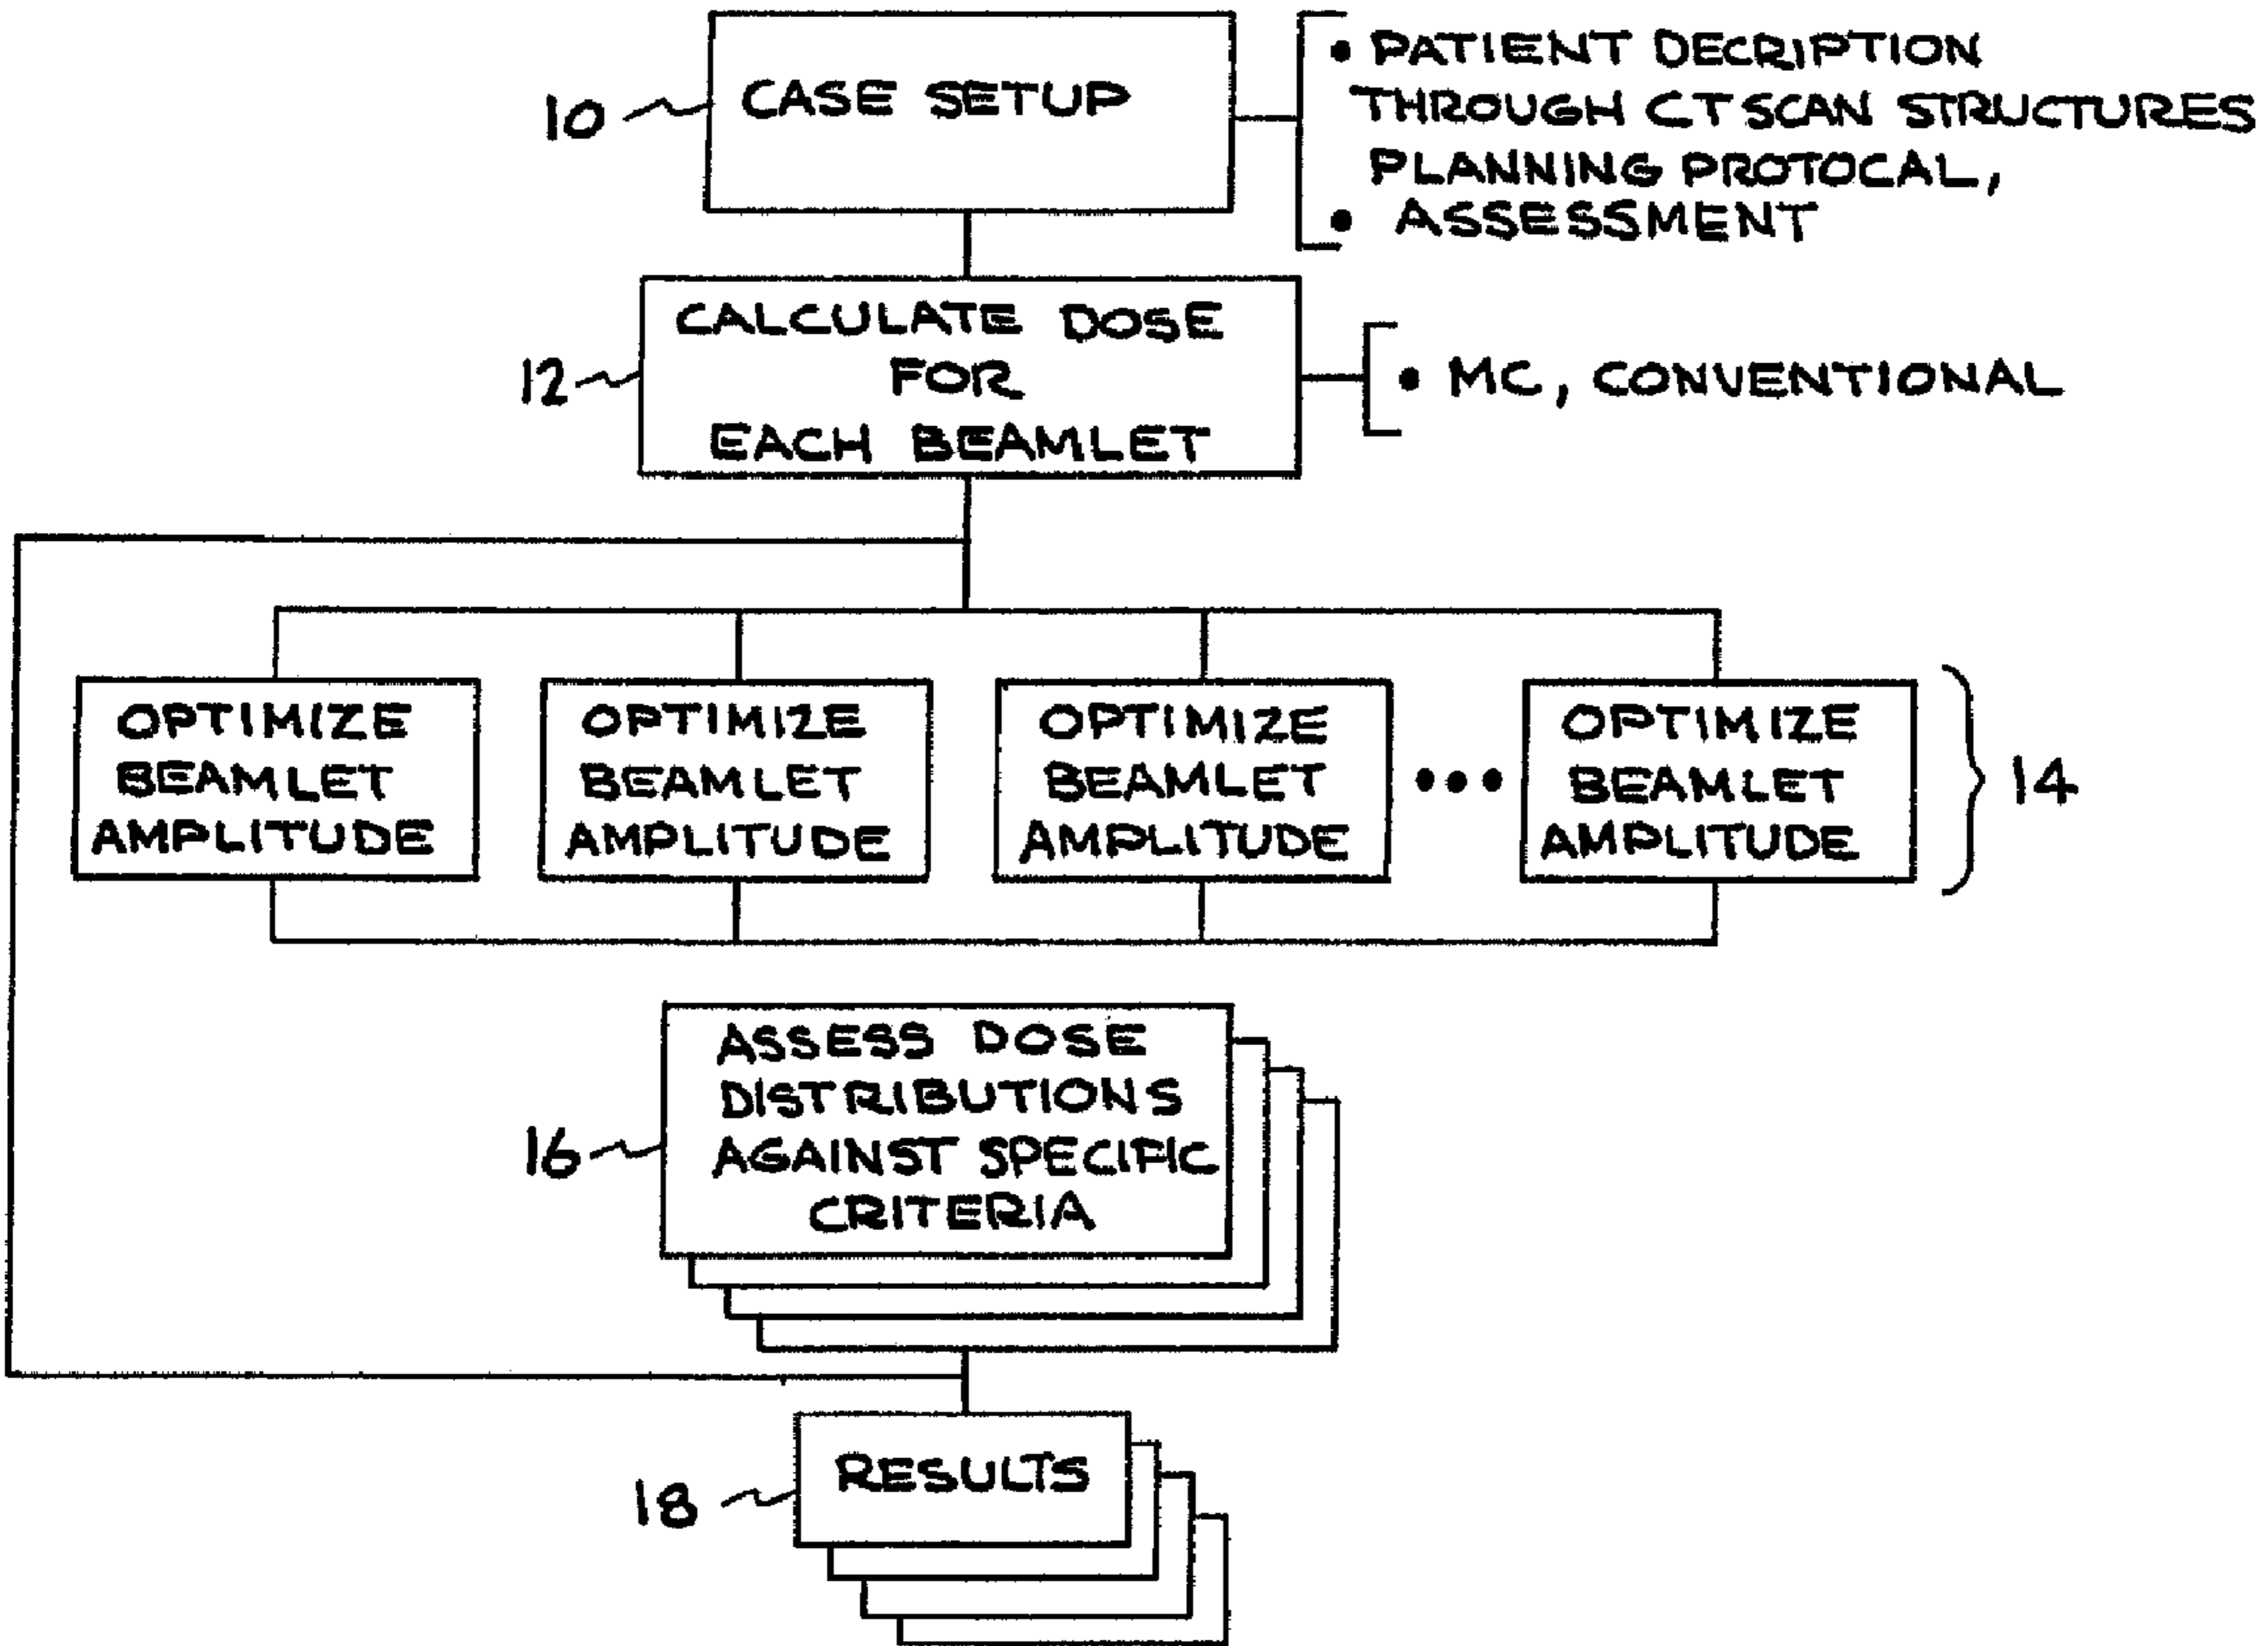 10
CASE SETUP
• PATIENT DECRIPTION
THROUGH CT SCAN STRUCTURES
PLANNING PROTOCAL,
• ASSESSMENT
12
CALCULATE DOSE
FOR
EACH BEAMLET
• MC, CONVENTIONAL
OPTIMIZE
BEAMLET
AMPLITUDE
OPTIMIZE
BEAMLET
AMPLITUDE
OPTIMIZE
BEAMLET
AMPLITUDE
•••
OPTIMIZE
BEAMLET
AMPLITUDE
14
16
ASSESS DOSE
DISTRIBUTIONS
AGAINST SPECIFIC
CRITERIA
18
RESULTS